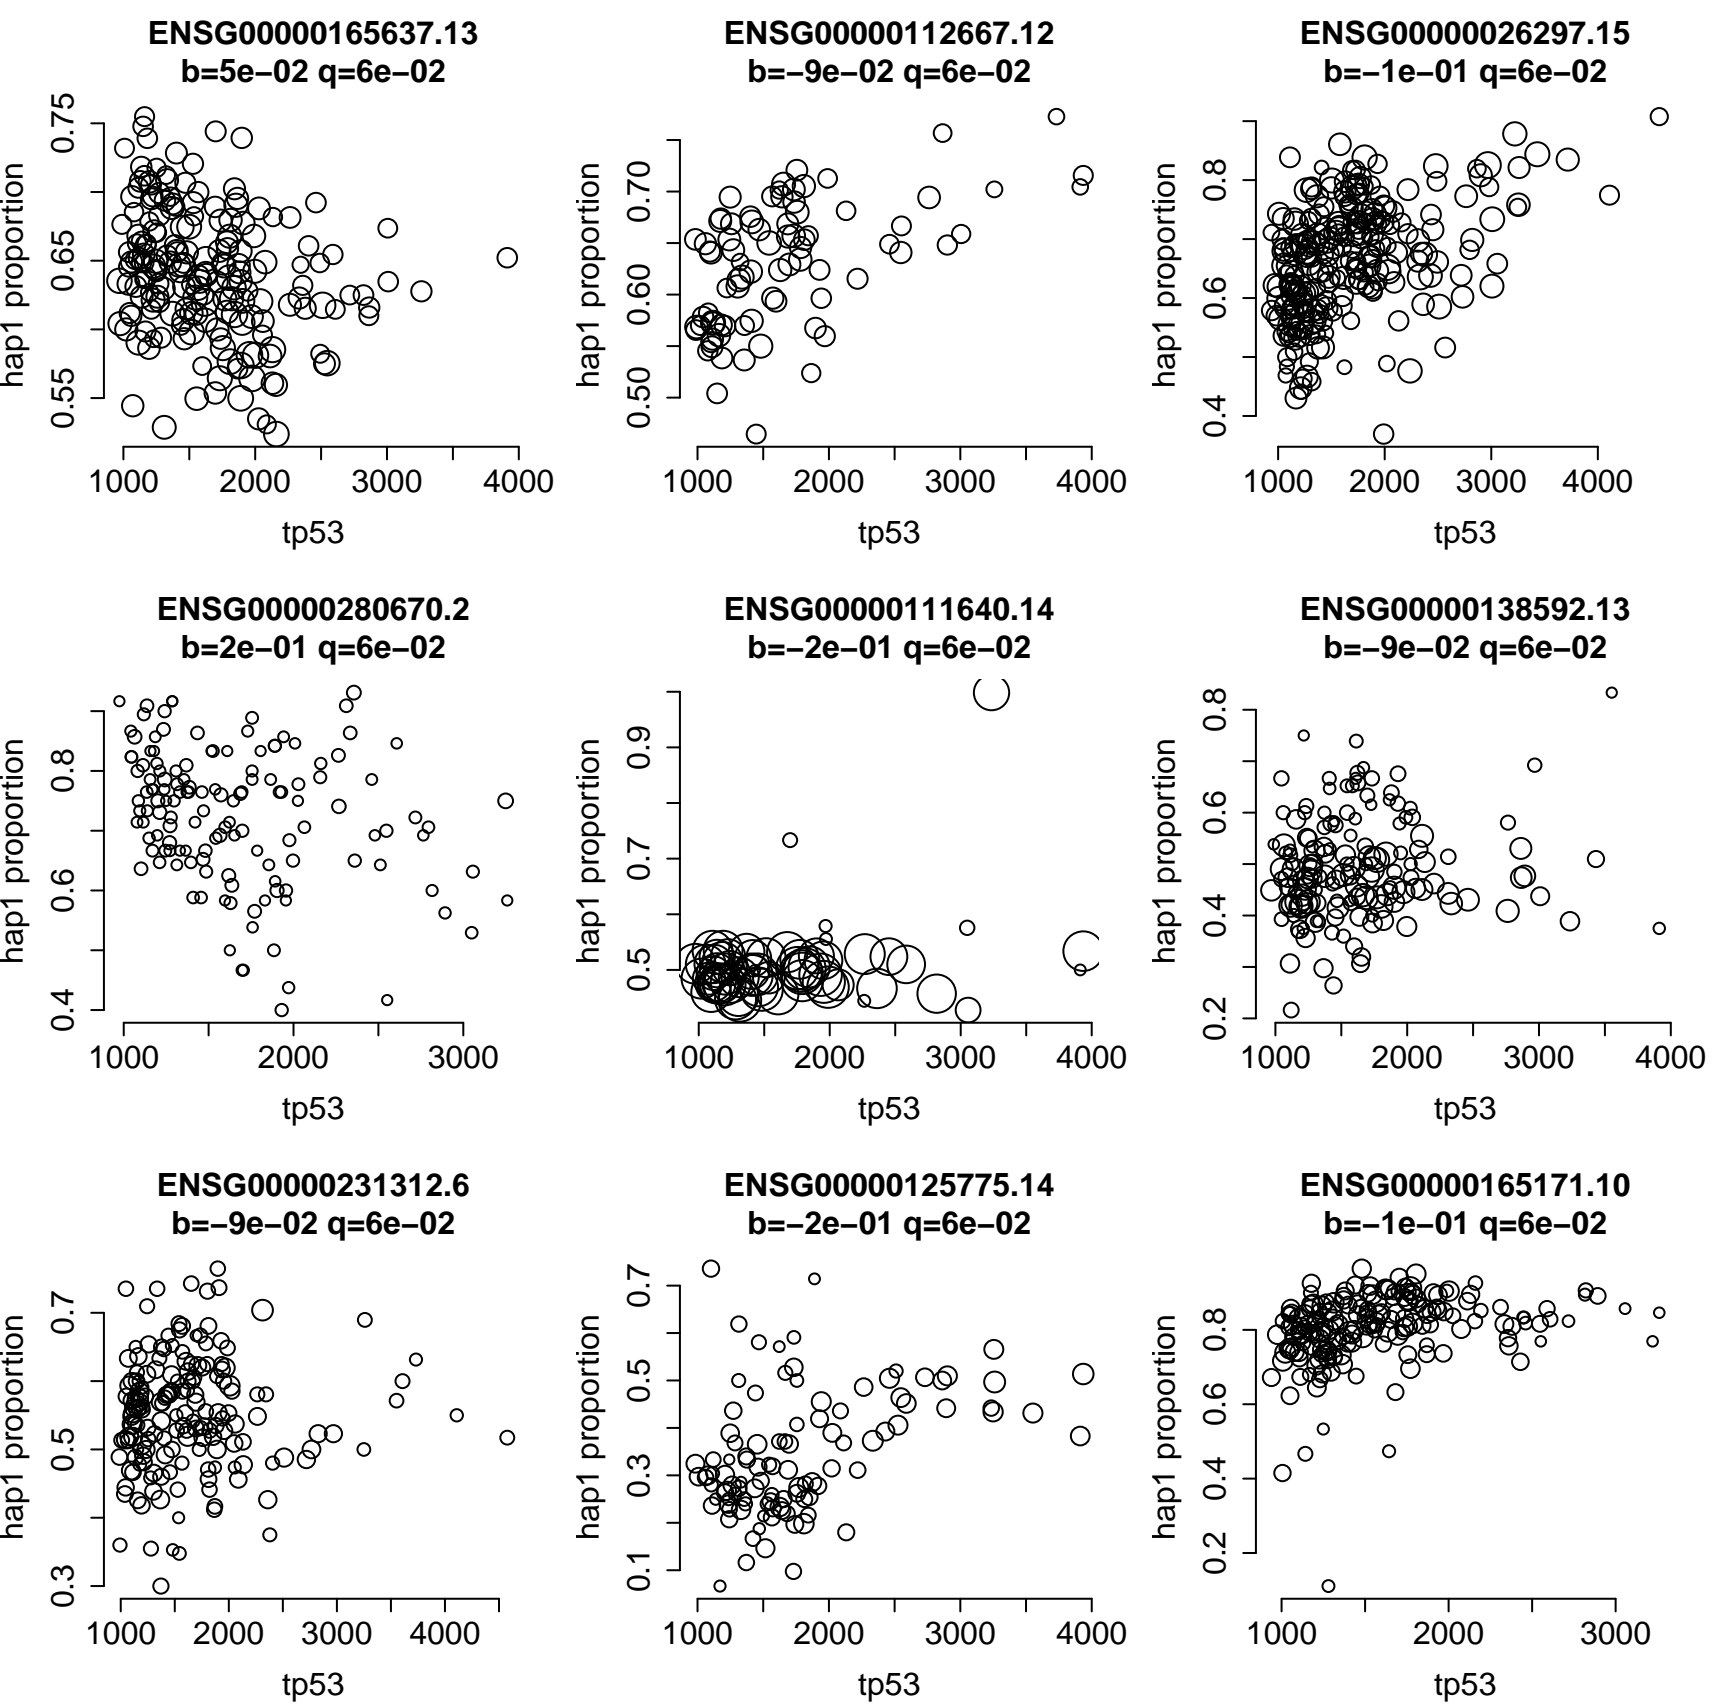 ENSG00000165637.13
b=5e−02 q=6e−02
hap1 proportion
0.55 0.65 0.75
1000 2000 3000 4000
tp53
ENSG00000112667.12
b=−9e−02 q=6e−02
hap1 proportion
0.50 0.60 0.70
1000 2000 3000 4000
tp53
ENSG00000026297.15
b=−1e−01 q=6e−02
hap1 proportion
0.4 0.6 0.8
1000 2000 3000 4000
tp53
ENSG00000280670.2
b=2e−01 q=6e−02
hap1 proportion
0.4 0.6 0.8
1000 2000 3000
tp53
ENSG00000111640.14
b=−2e−01 q=6e−02
hap1 proportion
0.5 0.7 0.9
1000 2000 3000 4000
tp53
ENSG00000138592.13
b=−9e−02 q=6e−02
hap1 proportion
0.2 0.4 0.6 0.8
1000 2000 3000 4000
tp53
ENSG00000231312.6
b=−9e−02 q=6e−02
hap1 proportion
0.3 0.5 0.7
1000 2000 3000 4000
tp53
ENSG00000125775.14
b=−2e−01 q=6e−02
hap1 proportion
0.1 0.3 0.5 0.7
1000 2000 3000 4000
tp53
ENSG00000165171.10
b=−1e−01 q=6e−02
hap1 proportion
0.2 0.4 0.6 0.8
1000 2000 3000
tp53